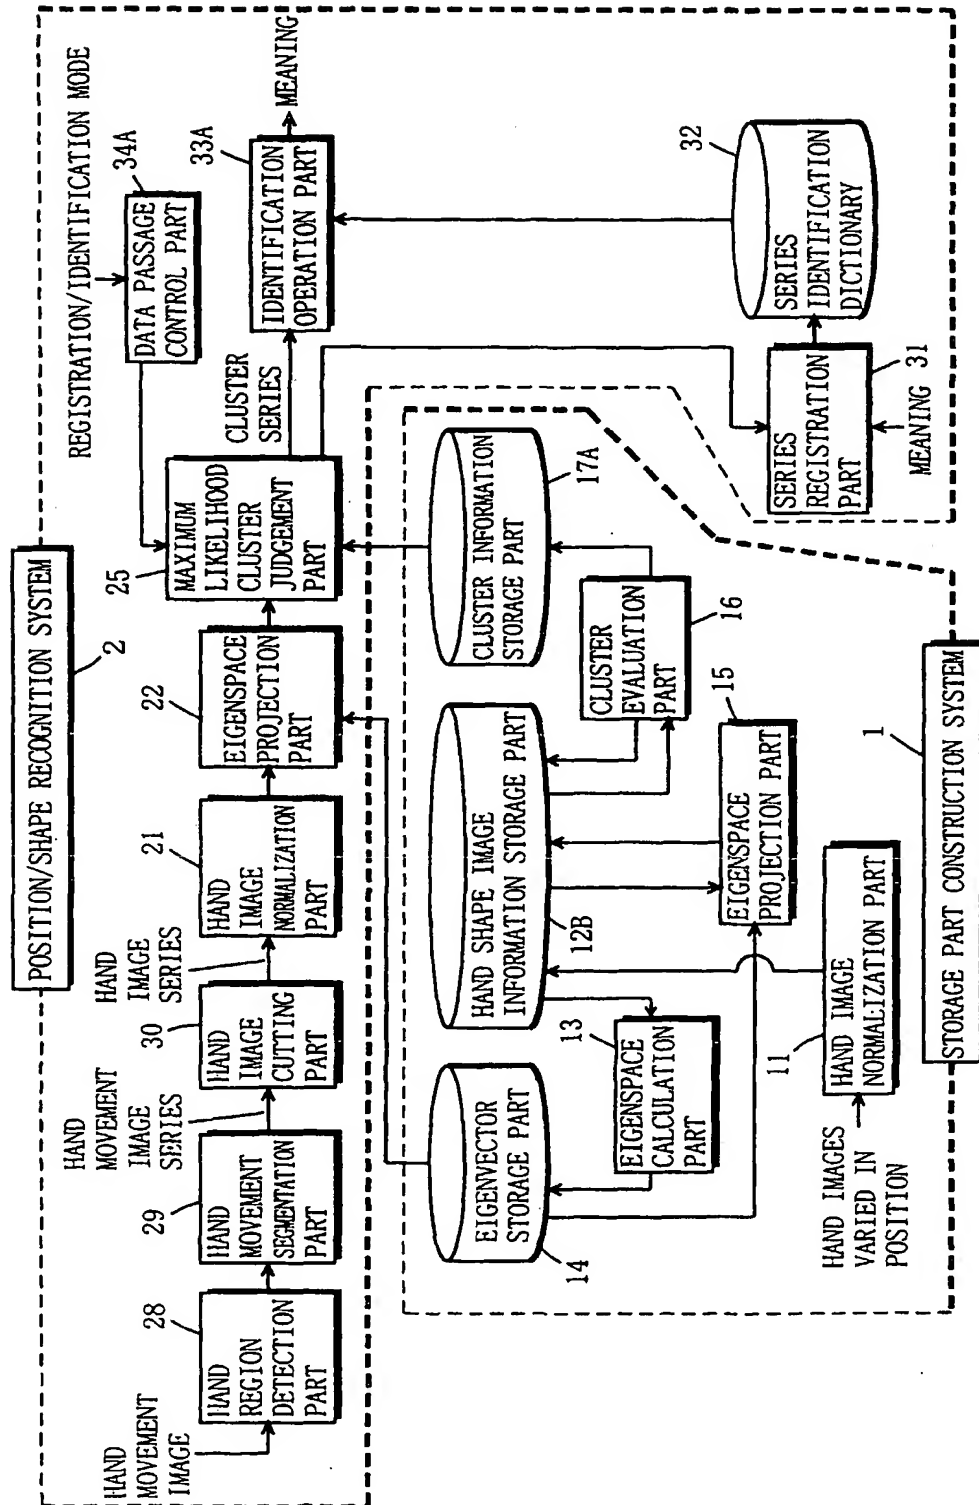 POSITION/SHAPE RECOGNITION SYSTEM
2
REGISTRATION/IDENTIFICATION MODE
34A
DATA PASSAGE
CONTROL PART
HAND
MOVEMENT
IMAGE
28
HAND
REGION
DETECTION
PART
29
HAND
MOVEMENT
SEGMENTATION
PART
HAND
MOVEMENT
IMAGE
SERIES
30
HAND
IMAGE
CUTTING
PART
HAND
IMAGE
SERIES
21
HAND
IMAGE
NORMALIZATION
PART
22
EIGENSPACE
PROJECTION
PART
25
MAXIMUM
LIKELIHOOD
CLUSTER
JUDGEMENT
PART
CLUSTER
SERIES
33A
IDENTIFICATION
OPERATION PART
MEANING
EIGENVECTOR
STORAGE PART
14
13
EIGENSPACE
CALCULATION
PART
HAND SHAPE IMAGE
INFORMATION STORAGE PART
12B
CLUSTER INFORMATION
STORAGE PART
17A
CLUSTER
EVALUATION
PART
16
15
EIGENSPACE
PROJECTION PART
11
HAND IMAGE
NORMALIZATION PART
HAND IMAGES
VARIED IN
POSITION
SERIES
REGISTRATION
PART
31
MEANING
32
SERIES
IDENTIFICATION
DICTIONARY
1
STORAGE PART CONSTRUCTION SYSTEM